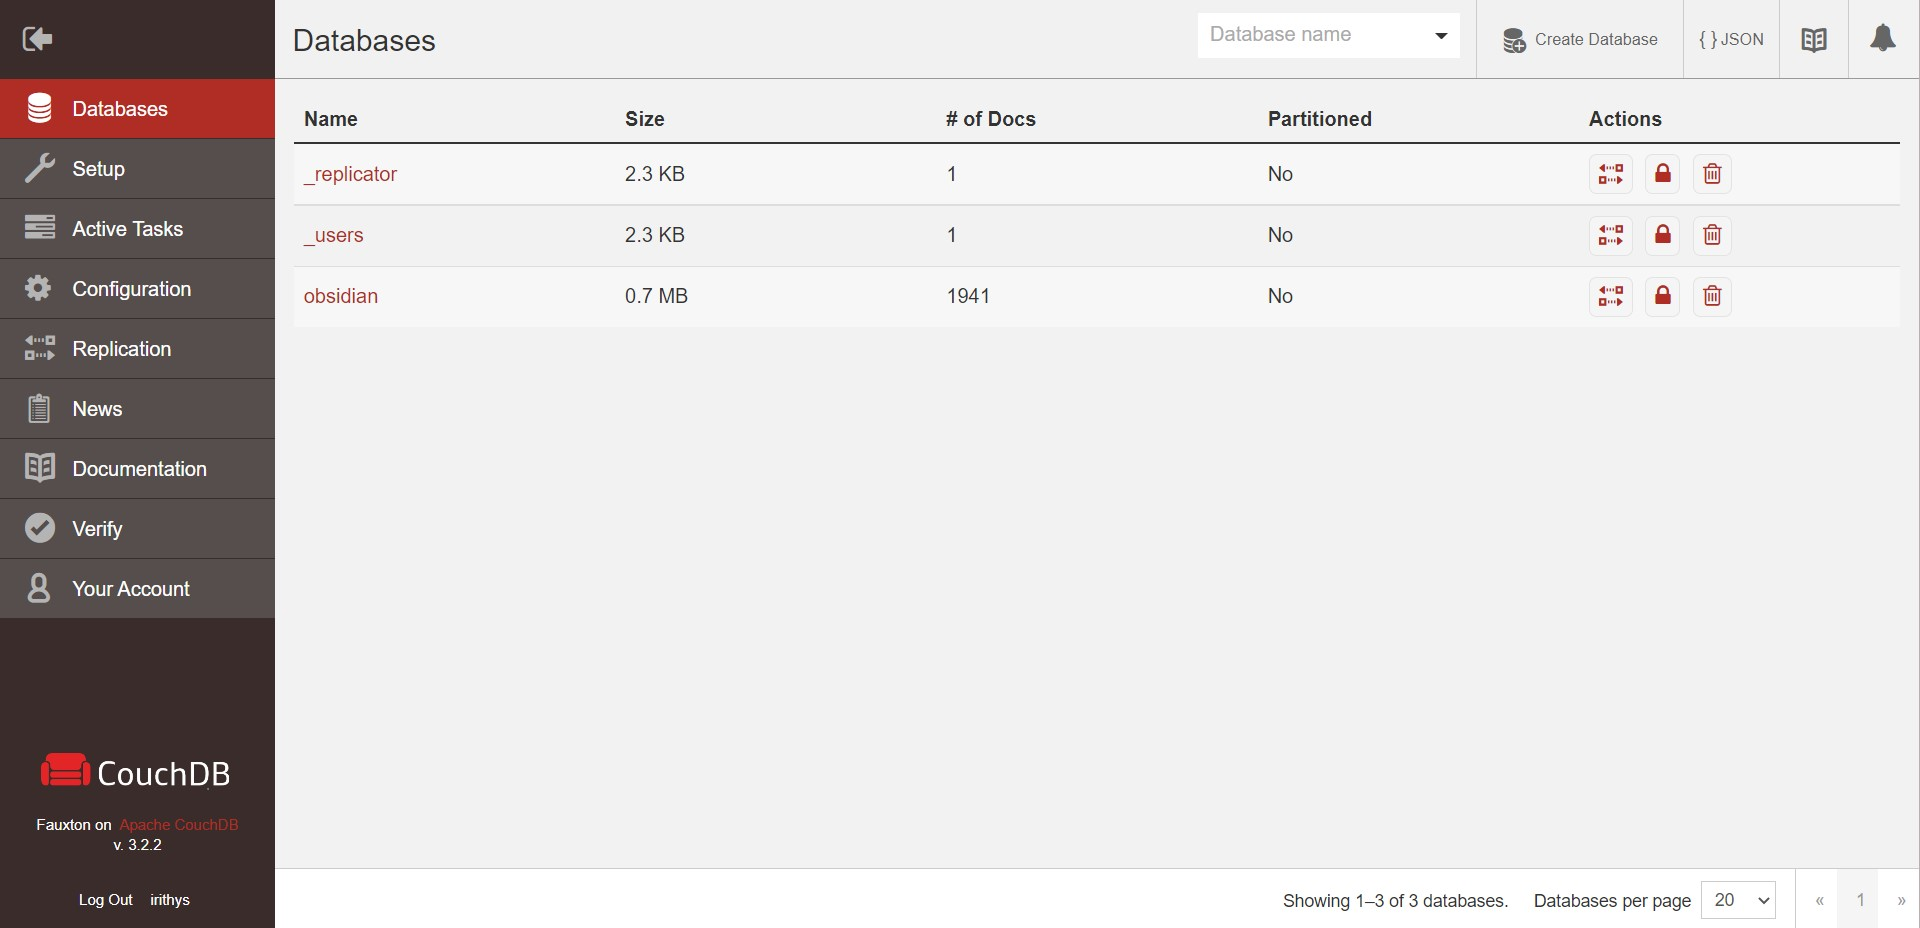 Databases
Database name
Create Database
{ } JSON
Databases
Setup
Active Tasks
Configuration
Replication
News
Documentation
Verify
Your Account
Name Size # of Docs Partitioned Actions
_replicator 2.3 KB 1 No
_users 2.3 KB 1 No
obsidian 0.7 MB 1941 No
CouchDB
Fauxton on Apache CouchDB
v. 3.2.2
Log Out irithys
Showing 1–3 of 3 databases. Databases per page 20 « 1 »